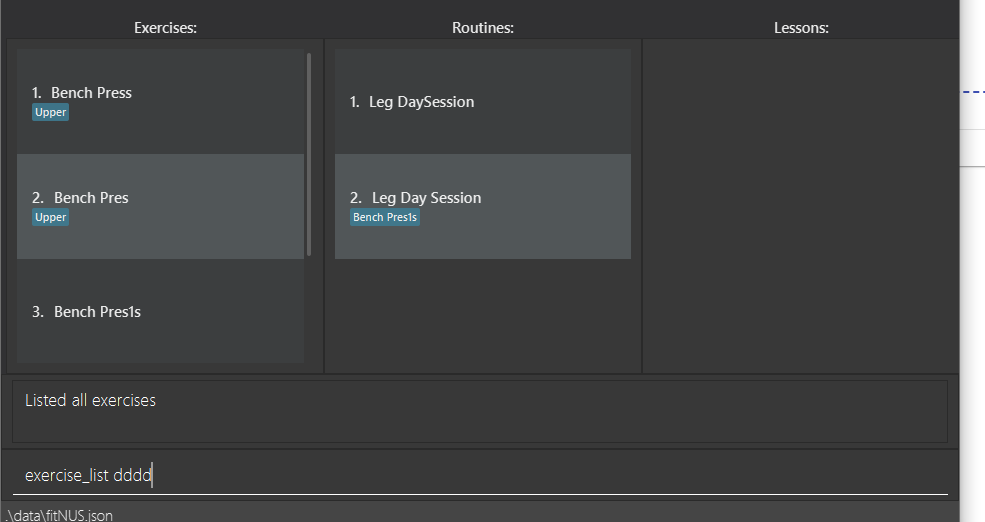 Exercises:
Routines:
Lessons:
1. Bench Press
Upper
2. Bench Pres
Upper
3. Bench Pres1s
1. Leg DaySession
2. Leg Day Session
Bench Pres1s
Listed all exercises
exercise_list dddd
.\data\fitNUS.json